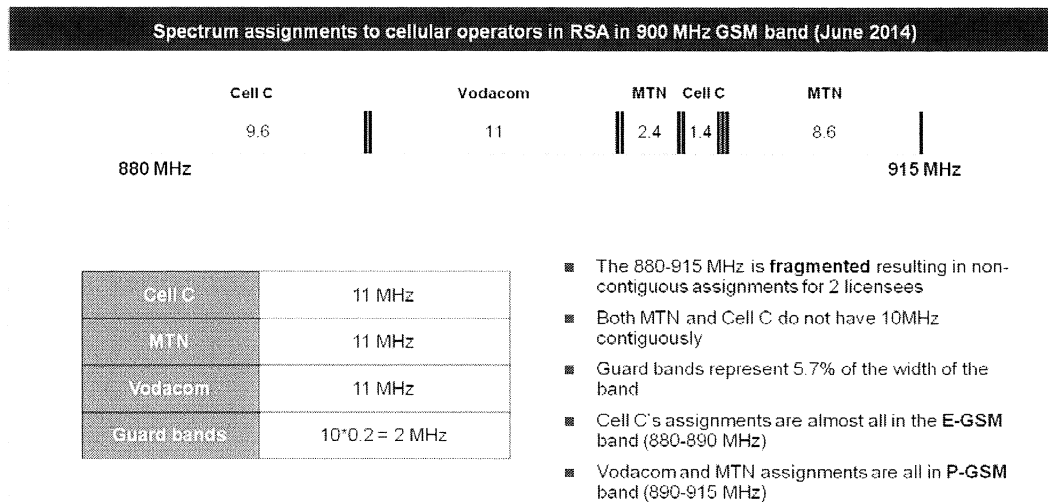 Spectrum assignments to cellular operators in RSA in 900 MHz GSM band (June 2014)
Cell C Vodacom MTN Cell C MTN
9.6 11 2.4 1.4 8.6
880 MHz 915 MHz
Cell C 11 MHz
MTN 11 MHz
Vodacom 11 MHz
Guard bands 10*0.2 = 2 MHz
The 880-915 MHz is fragmented resulting in non-
contiguous assignments for 2 licensees
Both MTN and Cell C do not have 10MHz
contiguously
Guard bands represent 5.7% of the width of the
band
Cell C's assignments are almost all in the E-GSM
band (880-890 MHz)
Vodacom and MTN assignments are all in P-GSM
band (890-915 MHz)